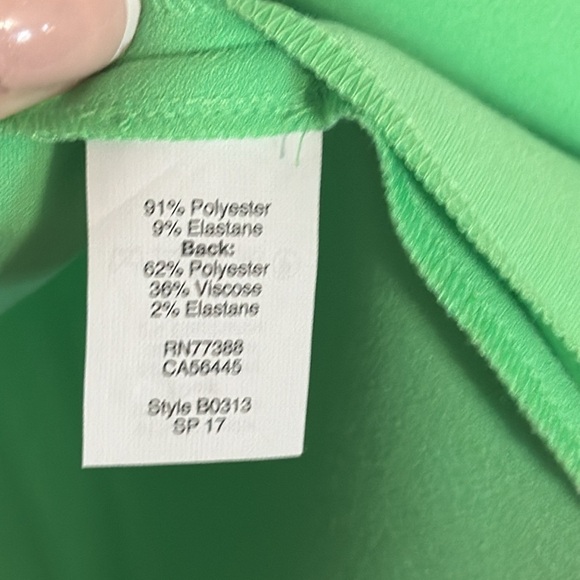 91% Polyester
9% Elastane
Back:
62% Polyester
36% Viscose
2% Elastane
RN77388
CA56445
Style B0313
SP 17